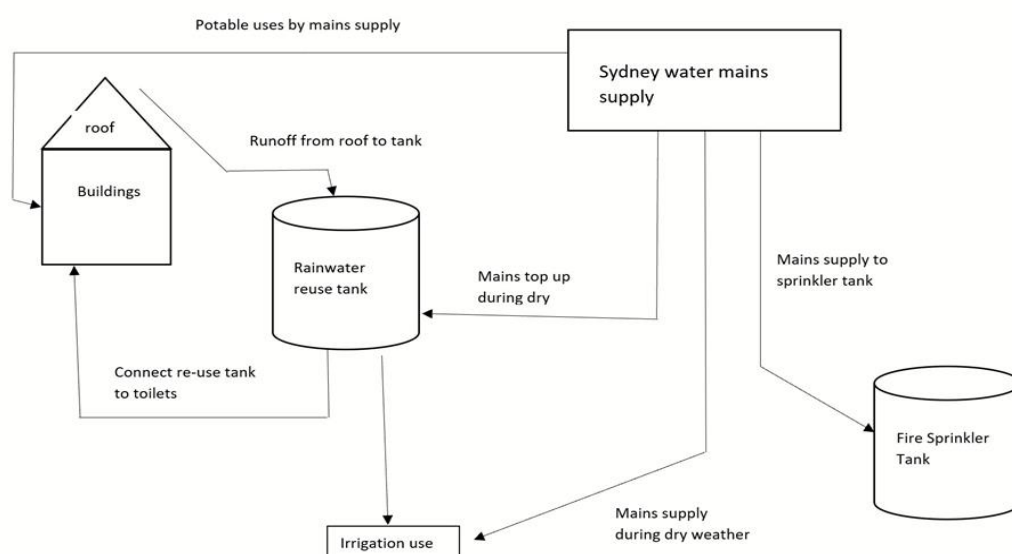 Potable uses by mains supply
Sydney water mains
supply
roof
Runoff from roof to tank
Buildings
Rainwater
reuse tank
Mains top up
during dry
Mains supply to
sprinkler tank
Connect re-use tank
to toilets
Fire Sprinkler
Tank
Mains supply
during dry weather
Irrigation use